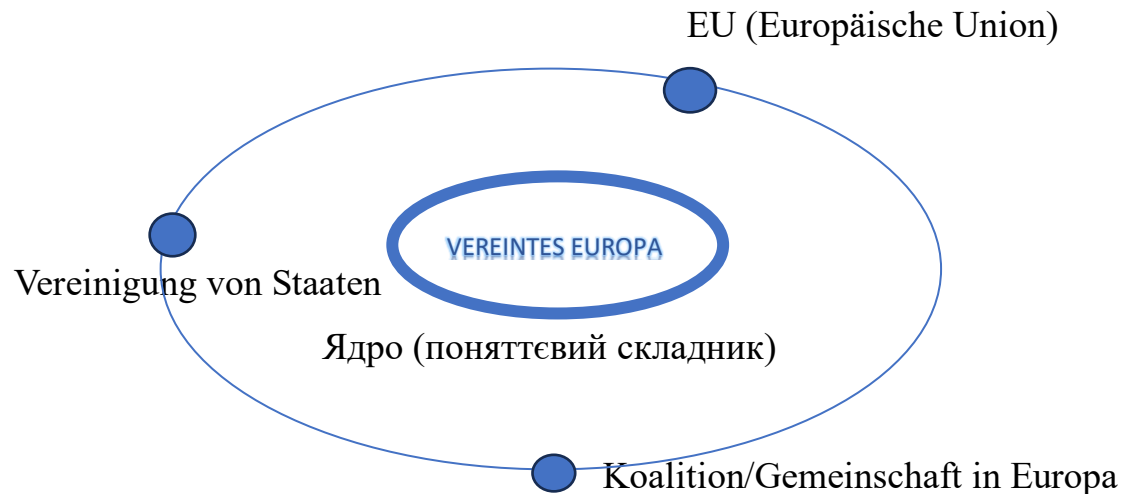 EU (Europäische Union)
VEREINTES EUROPA
Vereinigung von Staaten
Ядро (поняттєвий складник)
Koalition/Gemeinschaft in Europa